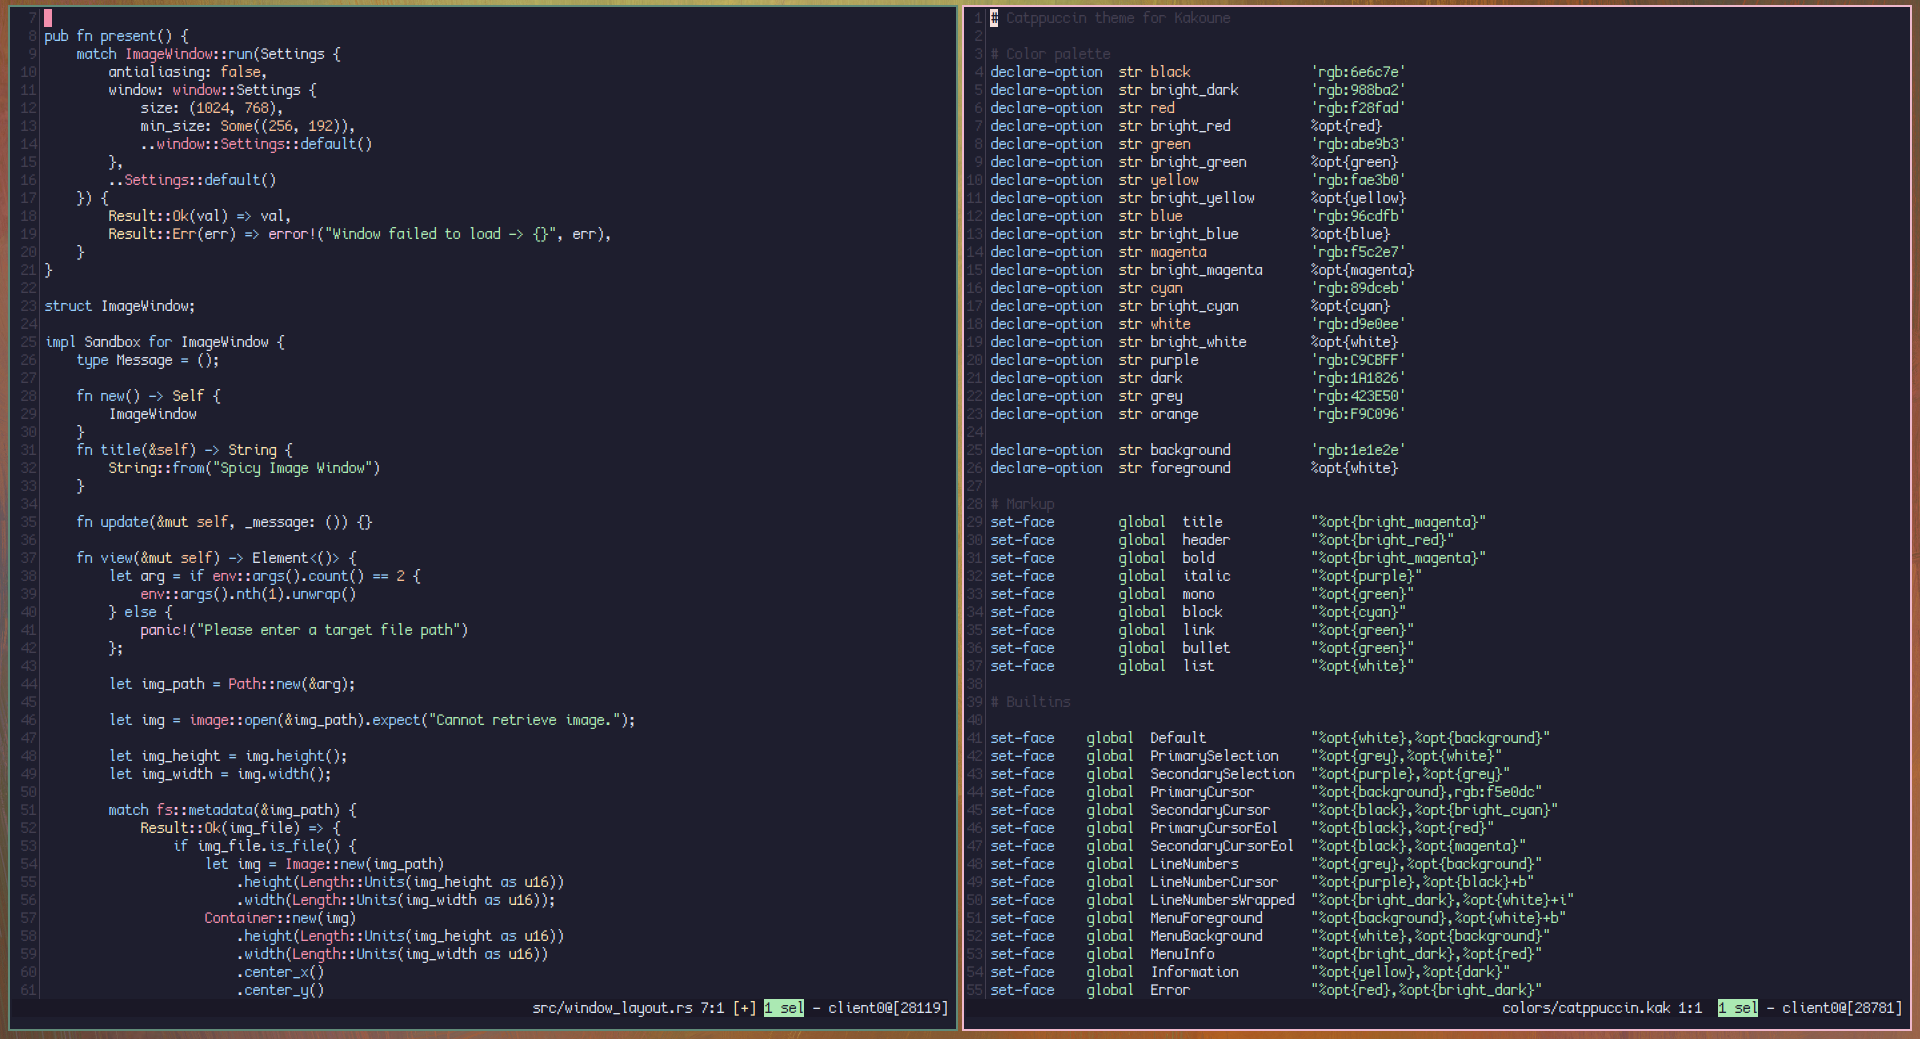 7
8 pub fn present() {
9     match ImageWindow::run(Settings {
10         antialiasing: false,
11         window: window::Settings {
12             size: (1024, 768),
13             min_size: Some((256, 192)),
14             ..window::Settings::default()
15         },
16         ..Settings::default()
17     }) {
18         Result::Ok(val) => val,
19         Result::Err(err) => error!("Window failed to load -> {}", err),
20     }
21 }
22
23 struct ImageWindow;
24
25 impl Sandbox for ImageWindow {
26     type Message = ();
27
28     fn new() -> Self {
29         ImageWindow
30     }
31     fn title(&self) -> String {
32         String::from("Spicy Image Window")
33     }
34
35     fn update(&mut self, _message: ()) {}
36
37     fn view(&mut self) -> Element<()> {
38         let arg = if env::args().count() == 2 {
39             env::args().nth(1).unwrap()
40         } else {
41             panic!("Please enter a target file path")
42         };
43
44         let img_path = Path::new(&arg);
45
46         let img = image::open(&img_path).expect("Cannot retrieve image.");
47
48         let img_height = img.height();
49         let img_width = img.width();
50
51         match fs::metadata(&img_path) {
52             Result::Ok(img_file) => {
53                 if img_file.is_file() {
54                     let img = Image::new(img_path)
55                         .height(Length::Units(img_height as u16))
56                         .width(Length::Units(img_width as u16));
57                     Container::new(img)
58                         .height(Length::Units(img_height as u16))
59                         .width(Length::Units(img_width as u16))
60                         .center_x()
61                         .center_y()
src/window_layout.rs 7:1 [+] 1 sel - client0@[28119]
1 # Catppuccin theme for Kakoune
2
3 # Color palette
4 declare-option  str black               'rgb:6e6c7e'
5 declare-option  str bright_dark         'rgb:988ba2'
6 declare-option  str red                 'rgb:f28fad'
7 declare-option  str bright_red          %opt{red}
8 declare-option  str green               'rgb:abe9b3'
9 declare-option  str bright_green        %opt{green}
10 declare-option  str yellow              'rgb:fae3b0'
11 declare-option  str bright_yellow       %opt{yellow}
12 declare-option  str blue                'rgb:96cdfb'
13 declare-option  str bright_blue         %opt{blue}
14 declare-option  str magenta             'rgb:f5c2e7'
15 declare-option  str bright_magenta      %opt{magenta}
16 declare-option  str cyan                'rgb:89dceb'
17 declare-option  str bright_cyan         %opt{cyan}
18 declare-option  str white               'rgb:d9e0ee'
19 declare-option  str bright_white        %opt{white}
20 declare-option  str purple              'rgb:C9CBFF'
21 declare-option  str dark                'rgb:1A1826'
22 declare-option  str grey                'rgb:423E50'
23 declare-option  str orange              'rgb:F9C096'
24
25 declare-option  str background          'rgb:1e1e2e'
26 declare-option  str foreground          %opt{white}
27
28 # Markup
29 set-face        global  title           "%opt{bright_magenta}"
30 set-face        global  header          "%opt{bright_red}"
31 set-face        global  bold            "%opt{bright_magenta}"
32 set-face        global  italic          "%opt{purple}"
33 set-face        global  mono            "%opt{green}"
34 set-face        global  block           "%opt{cyan}"
35 set-face        global  link            "%opt{green}"
36 set-face        global  bullet          "%opt{green}"
37 set-face        global  list            "%opt{white}"
38
39 # Builtins
40
41 set-face    global  Default             "%opt{white},%opt{background}"
42 set-face    global  PrimarySelection    "%opt{grey},%opt{white}"
43 set-face    global  SecondarySelection  "%opt{purple},%opt{grey}"
44 set-face    global  PrimaryCursor       "%opt{background},rgb:f5e0dc"
45 set-face    global  SecondaryCursor     "%opt{black},%opt{bright_cyan}"
46 set-face    global  PrimaryCursorEol    "%opt{black},%opt{red}"
47 set-face    global  SecondaryCursorEol  "%opt{black},%opt{magenta}"
48 set-face    global  LineNumbers         "%opt{grey},%opt{background}"
49 set-face    global  LineNumberCursor    "%opt{purple},%opt{black}+b"
50 set-face    global  LineNumbersWrapped  "%opt{bright_dark},%opt{white}+i"
51 set-face    global  MenuForeground      "%opt{background},%opt{white}+b"
52 set-face    global  MenuBackground      "%opt{white},%opt{background}"
53 set-face    global  MenuInfo            "%opt{bright_dark},%opt{red}"
54 set-face    global  Information         "%opt{yellow},%opt{dark}"
55 set-face    global  Error               "%opt{red},%opt{bright_dark}"
colors/catppuccin.kak 1:1 1 sel - client0@[28781]